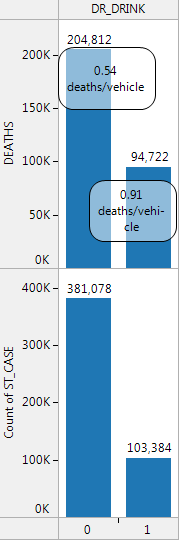 DR_DRINK
204,812
200K
0.54
deaths/vehicle
150K
DEATHS
100K
94,722
0.91
deaths/vehi-
cle
50K
0K
400K
381,078
300K
Count of ST_CASE
200K
103,384
100K
0K
0
1